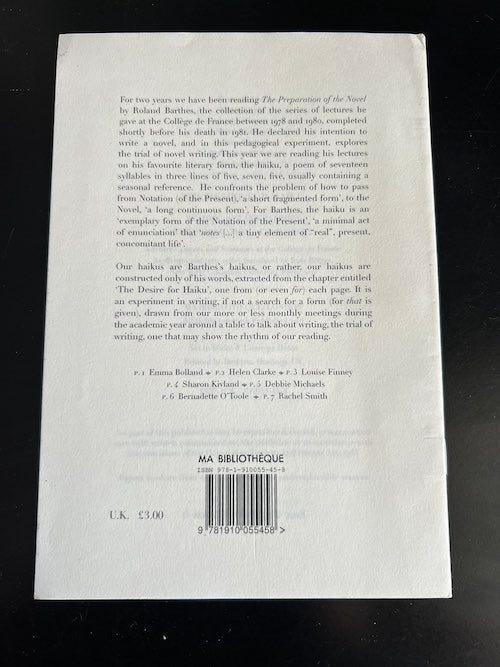 For two years we have been reading The Preparation of the Novel
by Roland Barthes, the collection of the series of lectures he
gave at the Collège de France between 1978 and 1980, completed
shortly before his death in 1981. He declared his intention to
write a novel, and in this pedagogical experiment, explores
the trial of novel writing. This year we are reading his lectures
on his favourite literary form, the haiku, a poem of seventeen
syllables in three lines of five, seven, five, usually containing a
seasonal reference. He confronts the problem of how to pass
from Notation (of the Present), ‘a short fragmented form’, to the
Novel, ‘a long continuous form’. For Barthes, the haiku is an
‘exemplary form of the Notation of the Present’, ‘a minimal act
of enunciation’ that ‘notes [...] a tiny element of “real”, present,
concomitant life’.
Our haikus are Barthes’s haikus, or rather, our haikus are
constructed only of his words, extracted from the chapter entitled
‘The Desire for Haiku’, one from (or even for) each page. It is
an experiment in writing, if not a search for a form (for that is
given), drawn from our more or less monthly meetings during
the academic year around a table to talk about writing, the trial of
writing, one that may show the rhythm of our reading.
P.1 Emma Bolland P.2 Helen Clarke P.3 Louise Finney
P.4 Sharon Kivland P.5 Debbie Michaels
P.6 Bernadette O’Toole P.7 Rachel Smith
MA BIBLIOTHÈQUE
ISBN 978-1-910055-45-8
U.K. £3.00
9 781910 055458 >